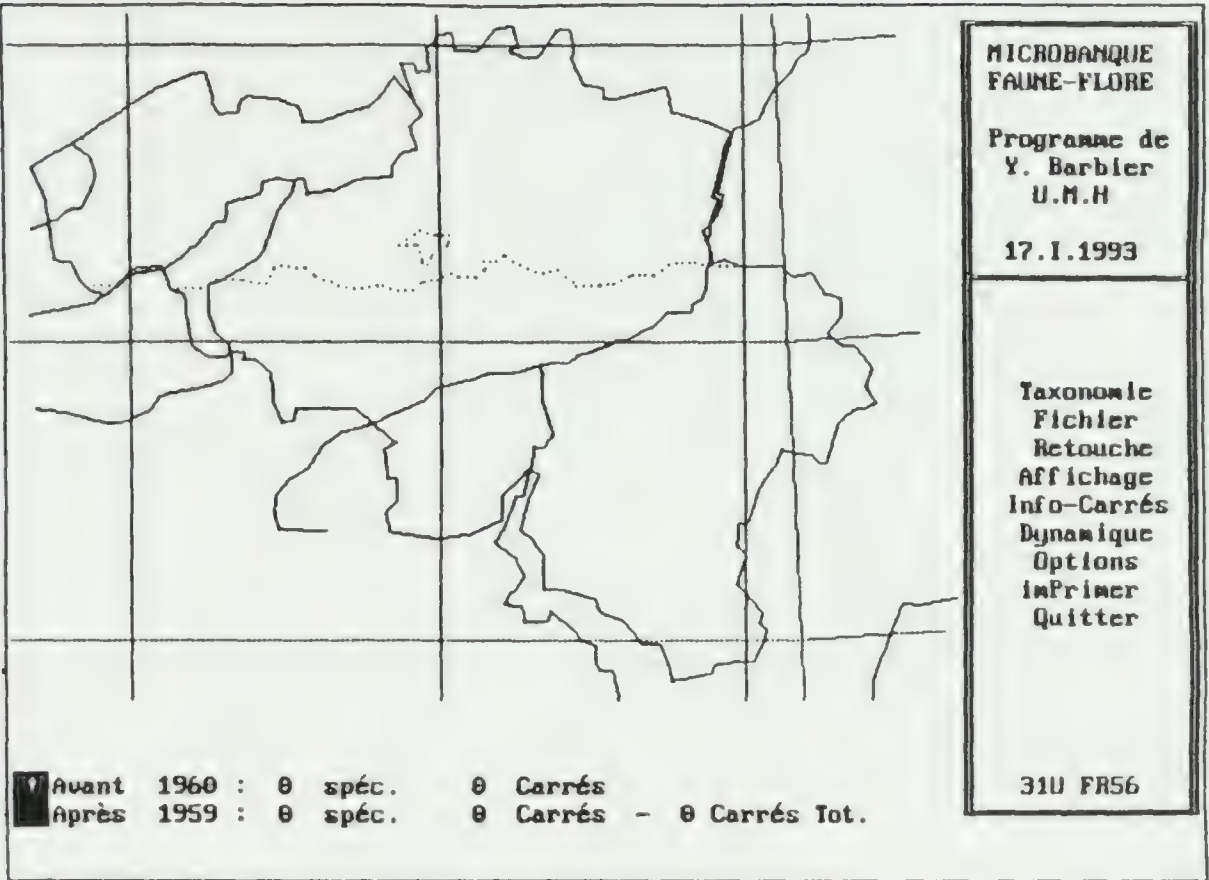 MICROBANQUE
FAUNE-FLORE
Programme de
Y. Barbier
U.M.H
17.I.1993
Taxonomie
Fichier
Retouche
Affichage
Info-Carrés
Dynamique
Options
imPrimer
Quitter
31U FR56
Avant 1960 : 0 spéc. 0 Carrés
Après 1959 : 0 spéc. 0 Carrés - 0 Carrés Tot.